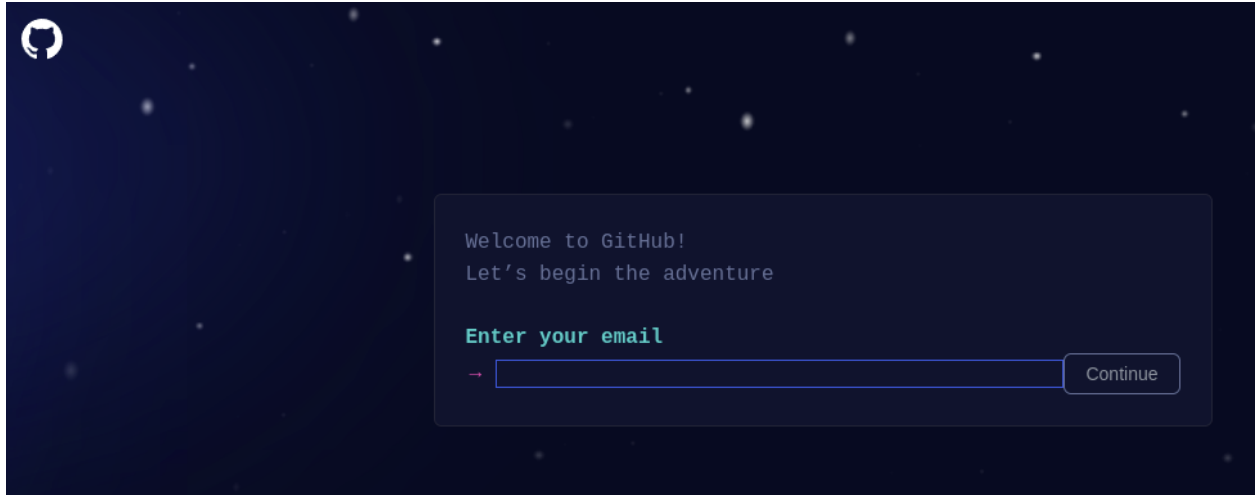 Welcome to GitHub!
Let’s begin the adventure
Enter your email
→
Continue